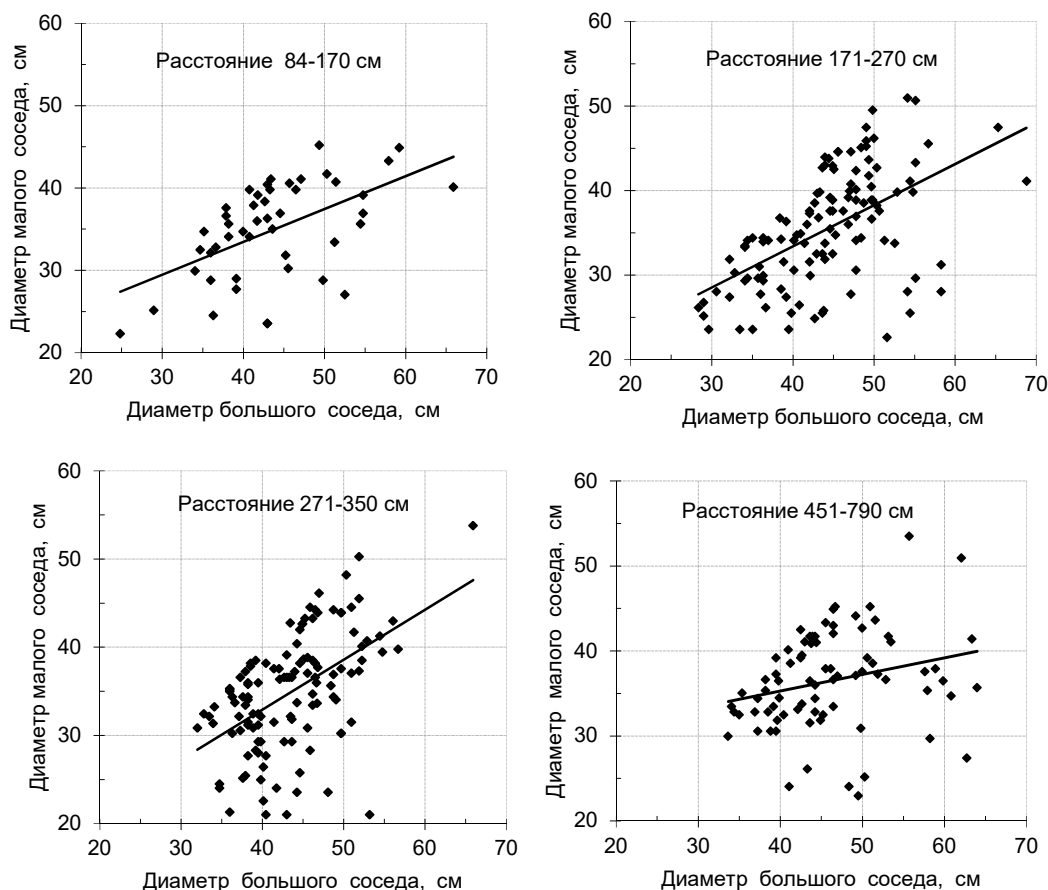 60
50
40
30
20
20 30 40 50 60 70
Диаметр малого соседа, см
Расстояние 84-170 см
Диаметр большого соседа, см
60
50
40
30
20
20 30 40 50 60 70
Диаметр малого соседа, см
Расстояние 171-270 см
Диаметр большого соседа, см
60
50
40
30
20
20 30 40 50 60 70
Диаметр малого соседа, см
Расстояние 271-350 см
Диаметр большого соседа, см
60
50
40
30
20
20 30 40 50 60 70
Диаметр малого соседа, см
Расстояние 451-790 см
Диаметр большого соседа, см